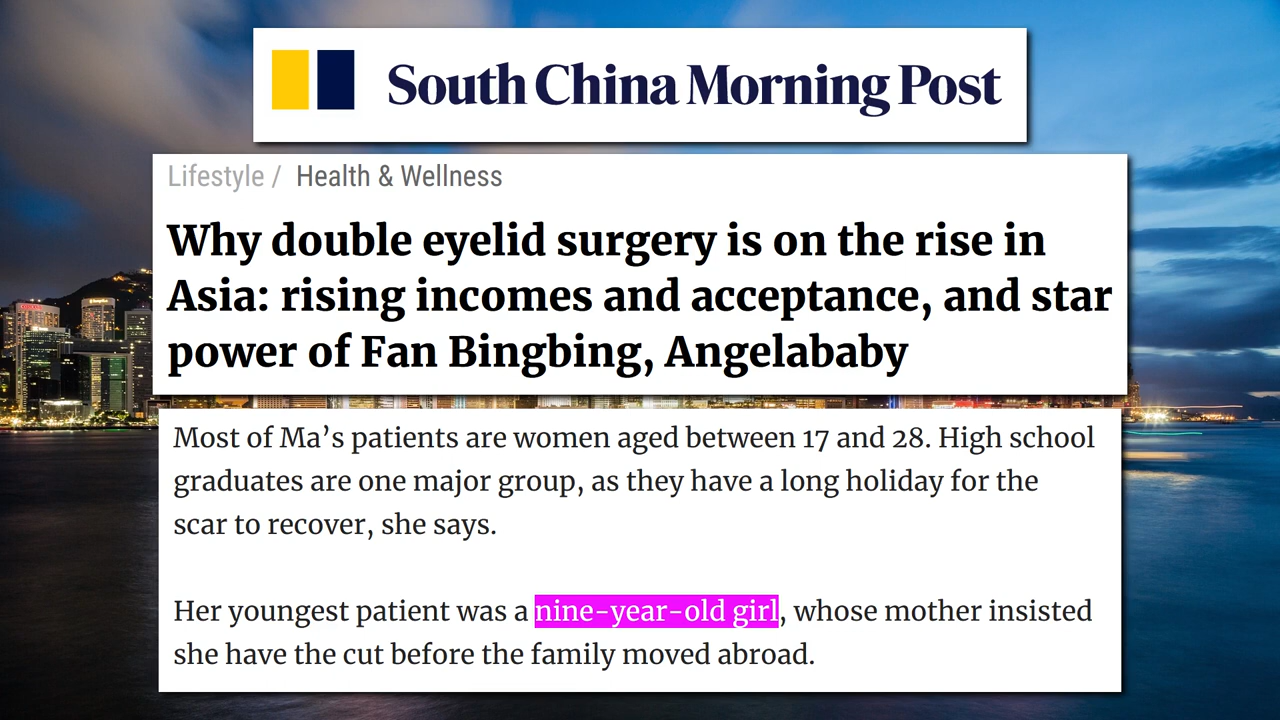 South China Morning Post
Lifestyle / Health & Wellness
Why double eyelid surgery is on the rise in
Asia: rising incomes and acceptance, and star
power of Fan Bingbing, Angelababy
Most of Ma’s patients are women aged between 17 and 28. High school
graduates are one major group, as they have a long holiday for the
scar to recover, she says.
Her youngest patient was a nine-year-old girl, whose mother insisted
she have the cut before the family moved abroad.